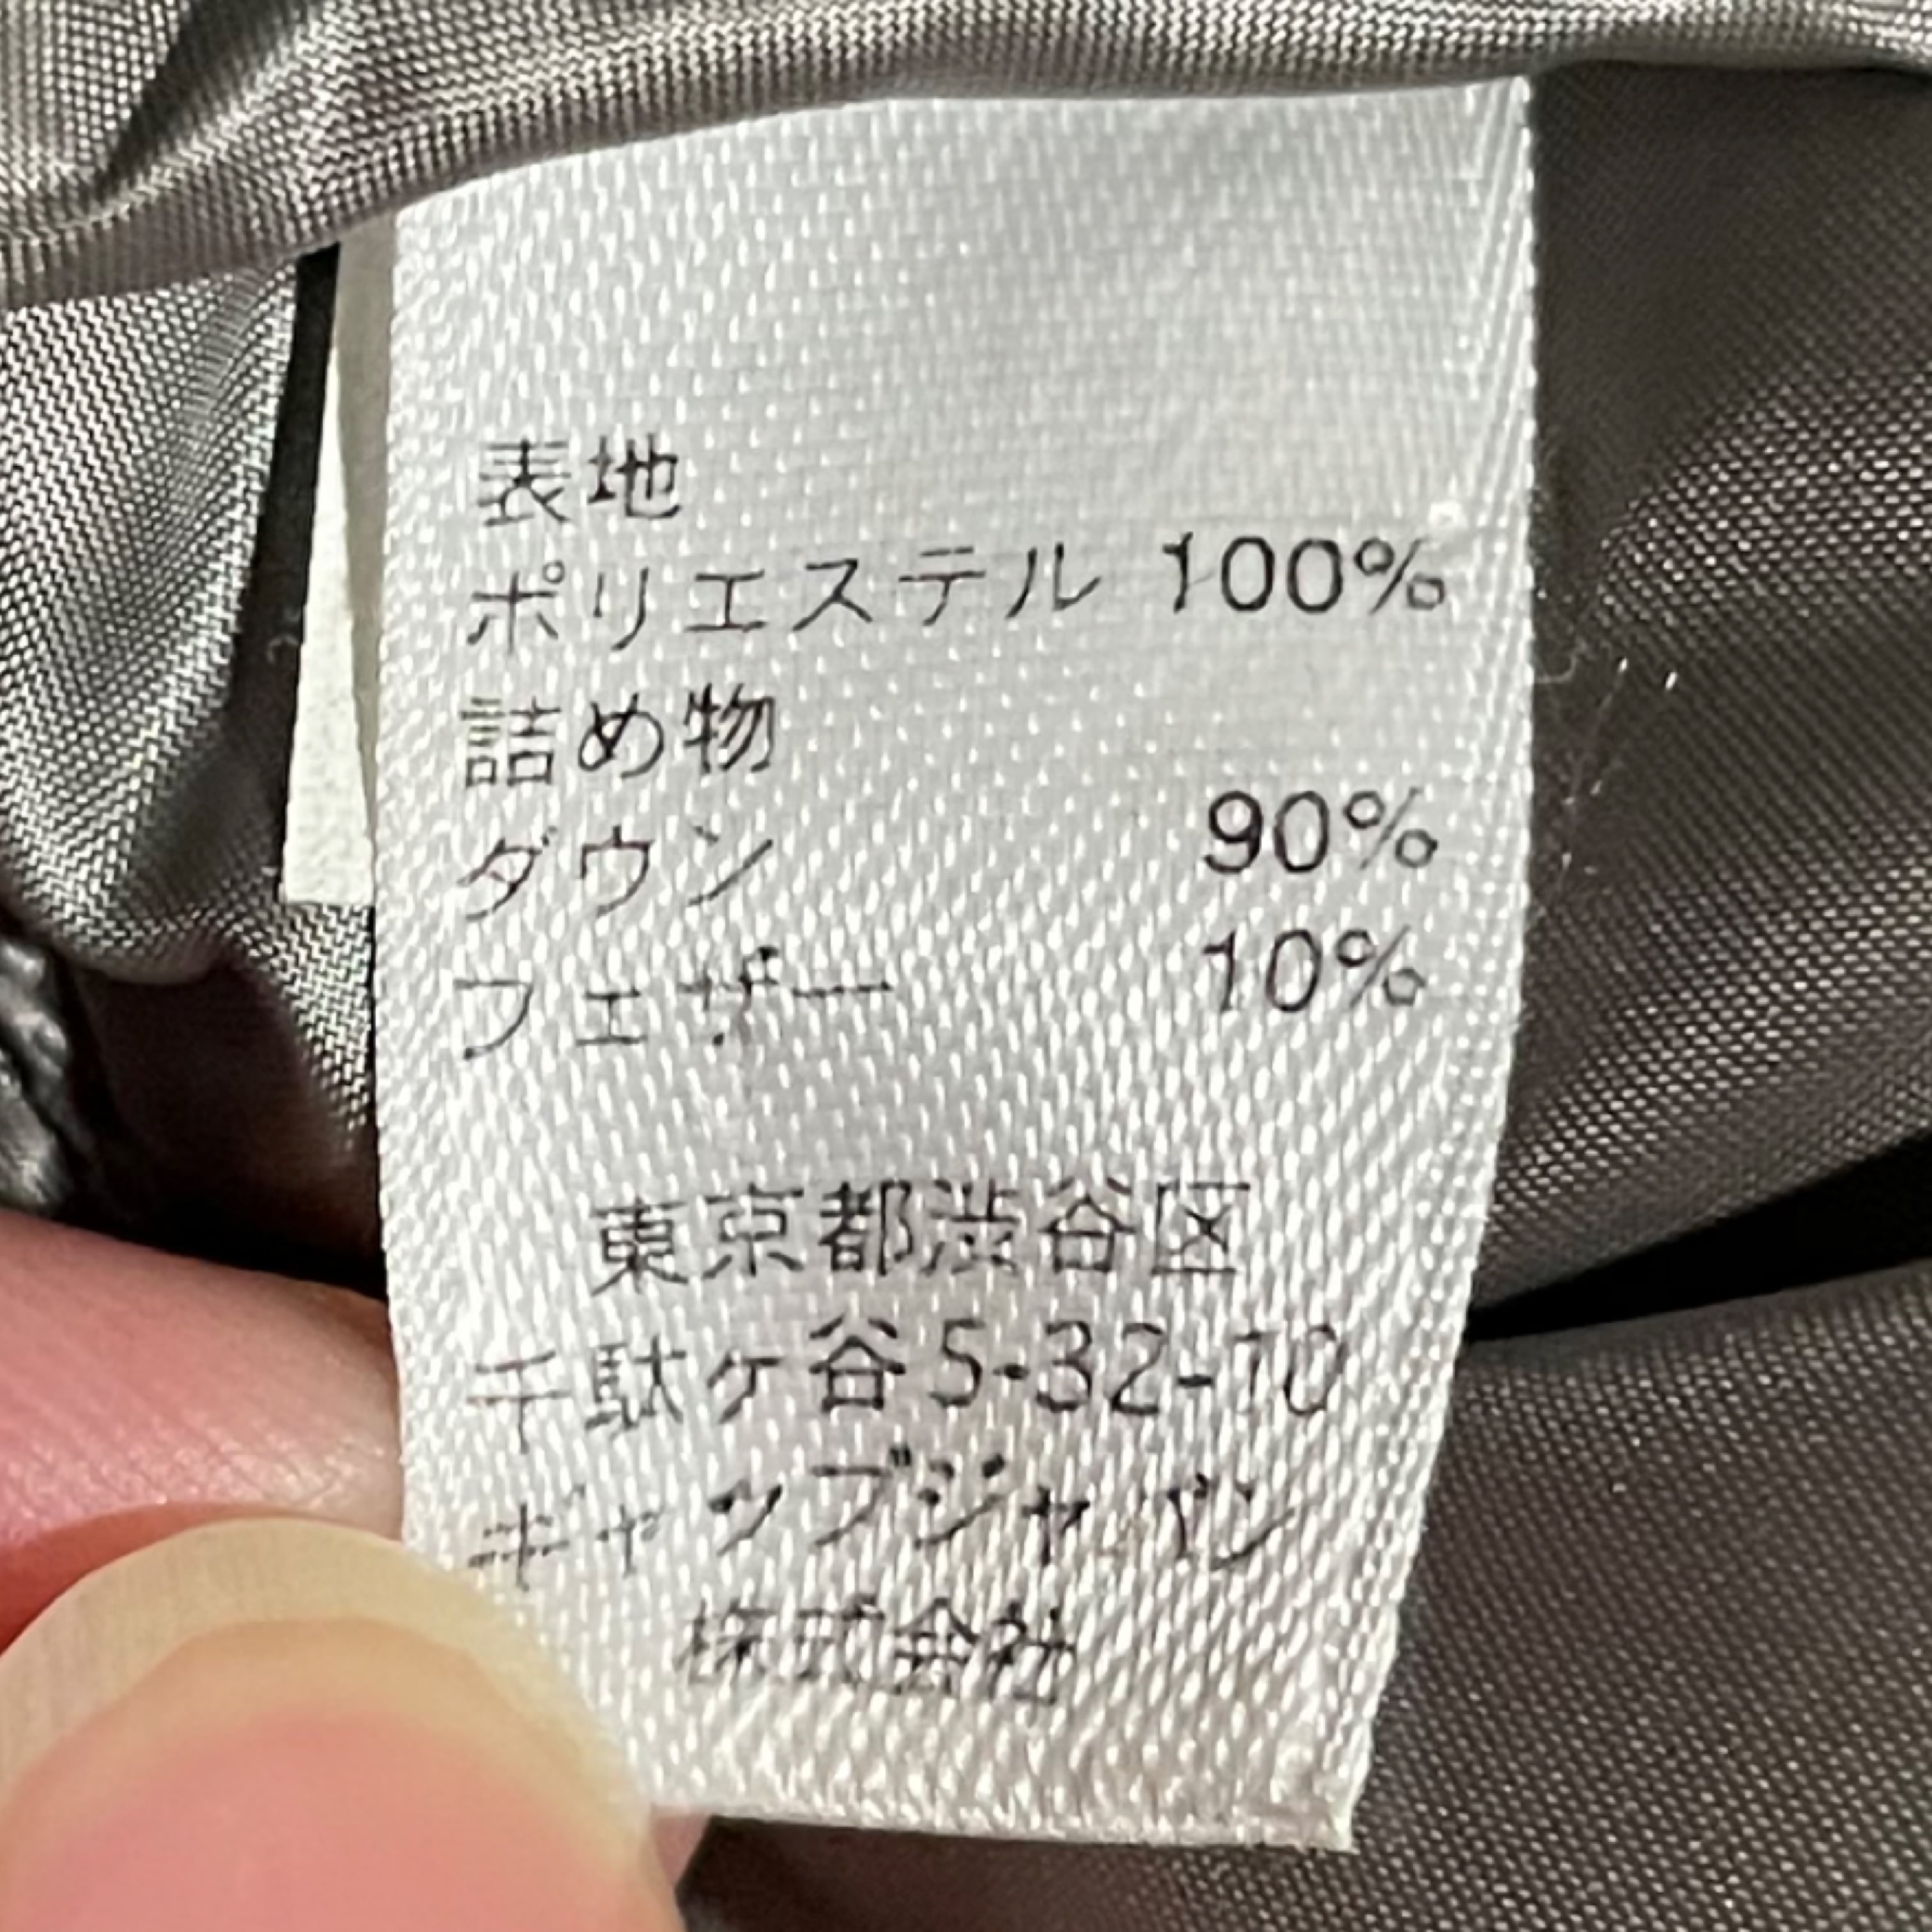 表地
ポリエステル 100%
詰め物
ダウン 90%
フェザー 10%
東京都渋谷区
千駄ヶ谷5-32-10
ギャップジャパン
株式会社